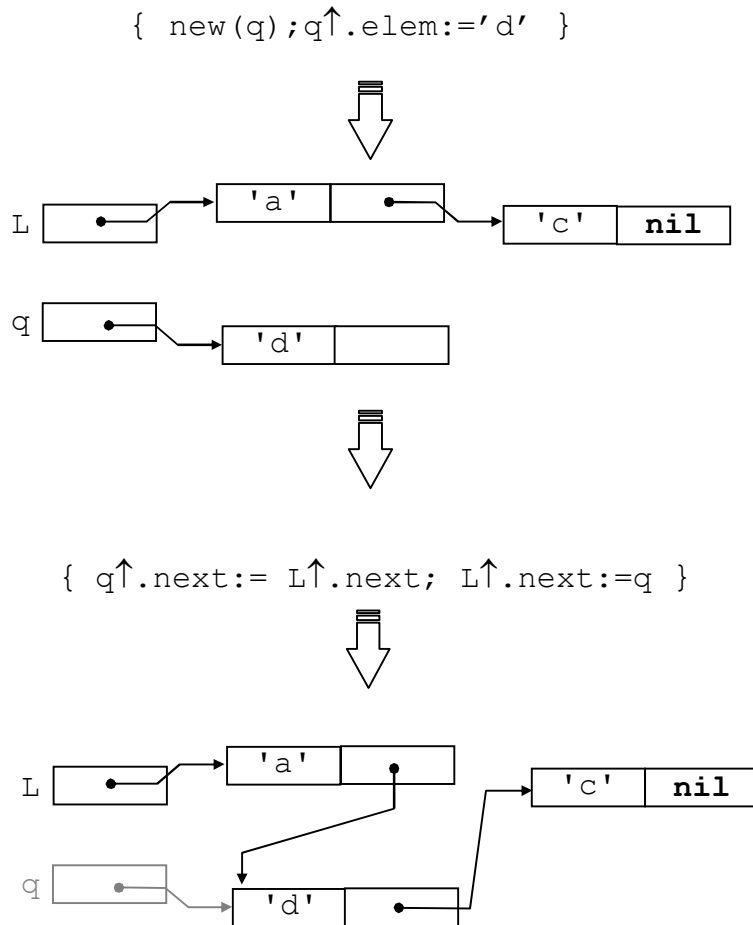 { new(q);q↑.elem:=’d’ }
'a'
L
'c' nil
q
'd'
{ q↑.next:= L↑.next; L↑.next:=q }
'a'
L
'c' nil
q
'd'